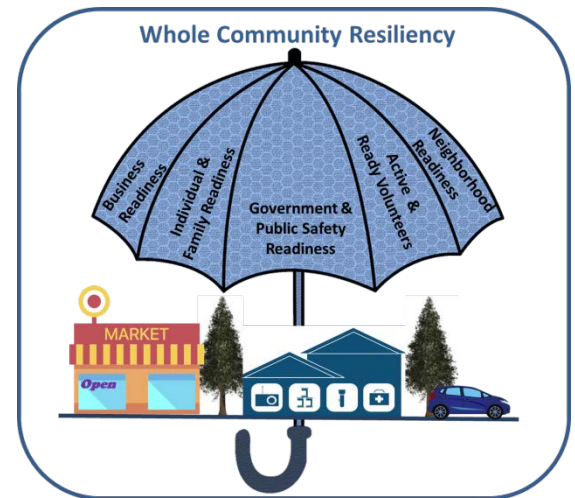 Whole Community Resiliency
Business
Readiness
Individual &
Family Readiness
Government &
Public Safety
Readiness
Active &
Ready Volunteers
Neighborhood
Readiness
MARKET
Open